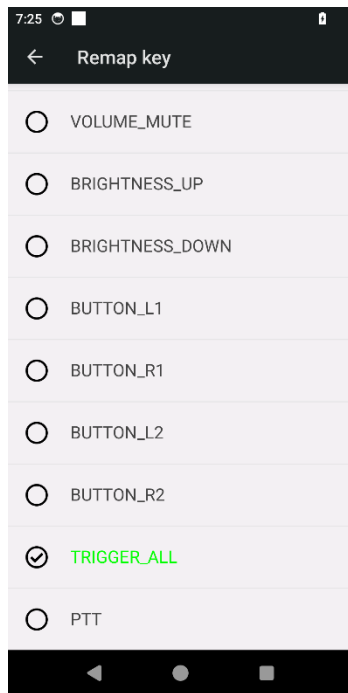 7:25
Remap key
VOLUME_MUTE
BRIGHTNESS_UP
BRIGHTNESS_DOWN
BUTTON_L1
BUTTON_R1
BUTTON_L2
BUTTON_R2
TRIGGER_ALL
PTT